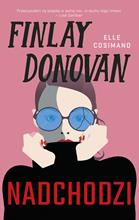 FINLAY
DONOVAN
ELLE
COSIMANO
NADCHODZI